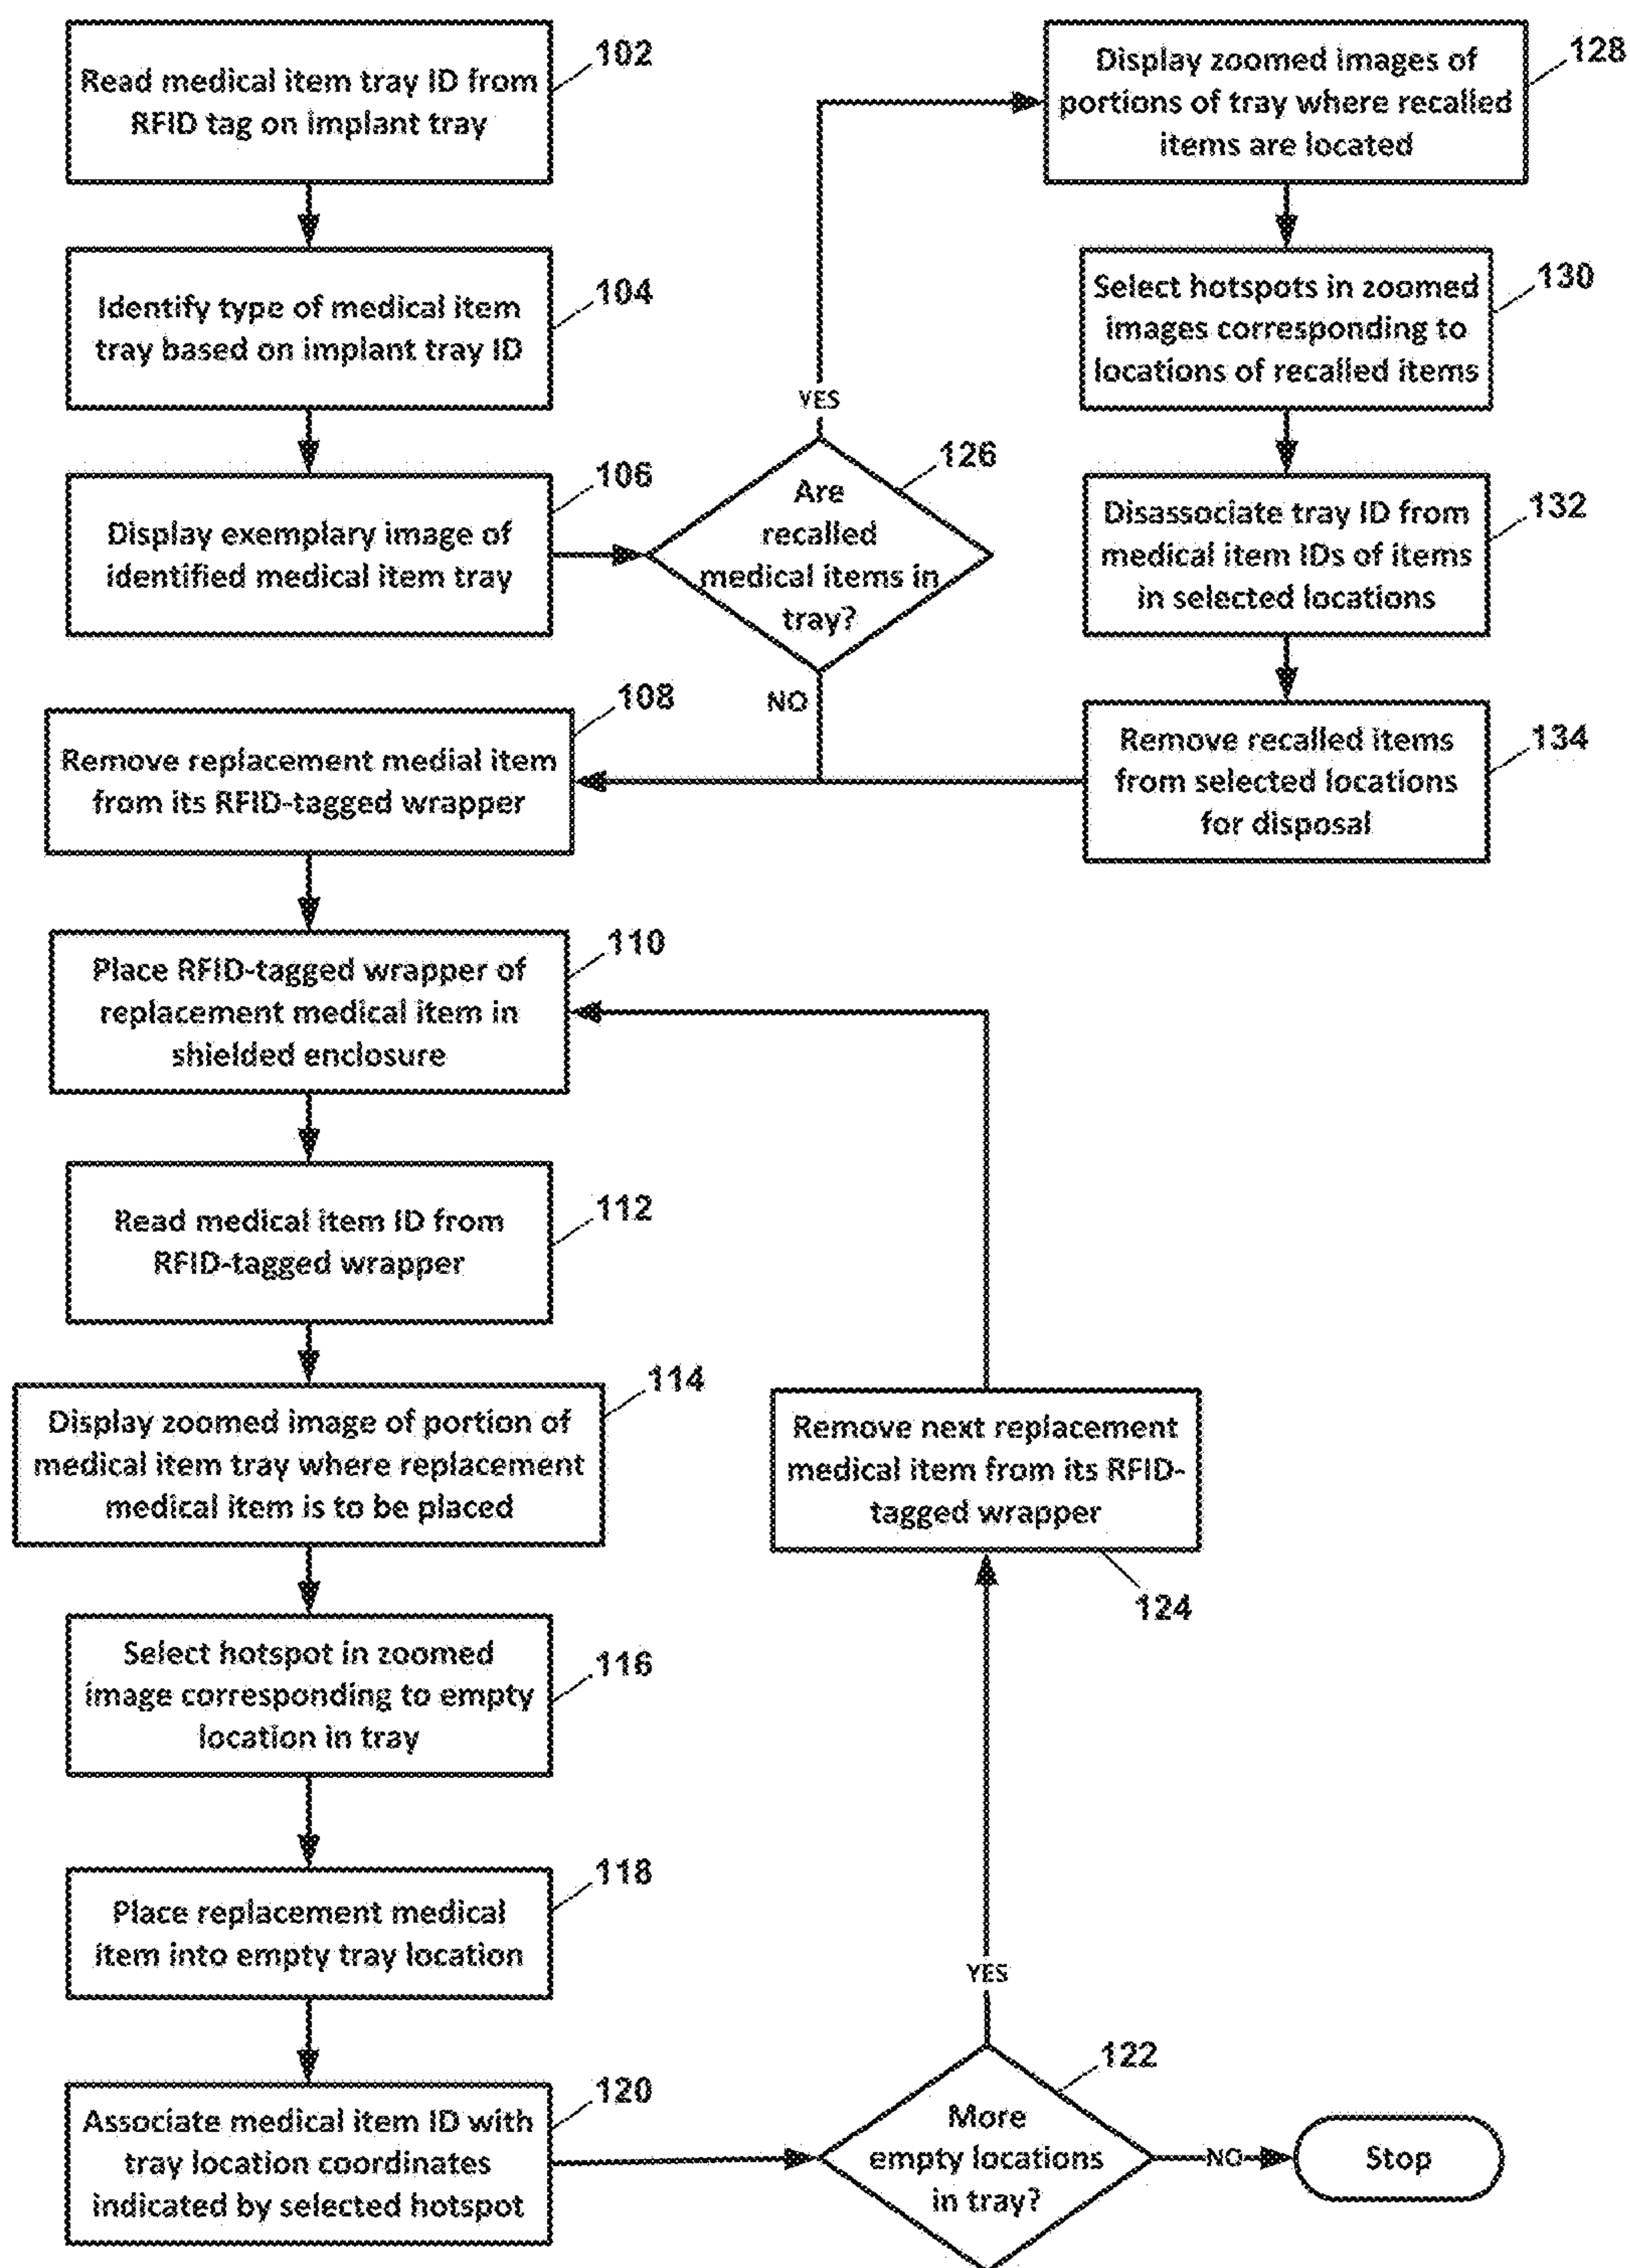 Read medical item tray ID from
RFID tag on implant tray
102
Identify type of medical item
tray based on implant tray ID
104
Display exemplary image of
identified medical item tray
106
Are
recalled
medical items in
tray?
126
YES
NO
Display zoomed images of
portions of tray where recalled
items are located
128
Select hotspots in zoomed
images corresponding to
locations of recalled items
130
Disassociate tray ID from
medical item IDs of items
in selected locations
132
Remove recalled items
from selected locations
for disposal
134
Remove replacement medial item
from its RFID-tagged wrapper
108
Place RFID-tagged wrapper of
replacement medical item in
shielded enclosure
110
Read medical item ID from
RFID-tagged wrapper
112
Display zoomed image of portion of
medical item tray where replacement
medical item is to be placed
114
Select hotspot in zoomed
image corresponding to empty
location in tray
116
Place replacement medical
item into empty tray location
118
Associate medical item ID with
tray location coordinates
indicated by selected hotspot
120
More
empty locations
in tray?
122
YES
NO
Remove next replacement
medical item from its RFID-
tagged wrapper
124
Stop